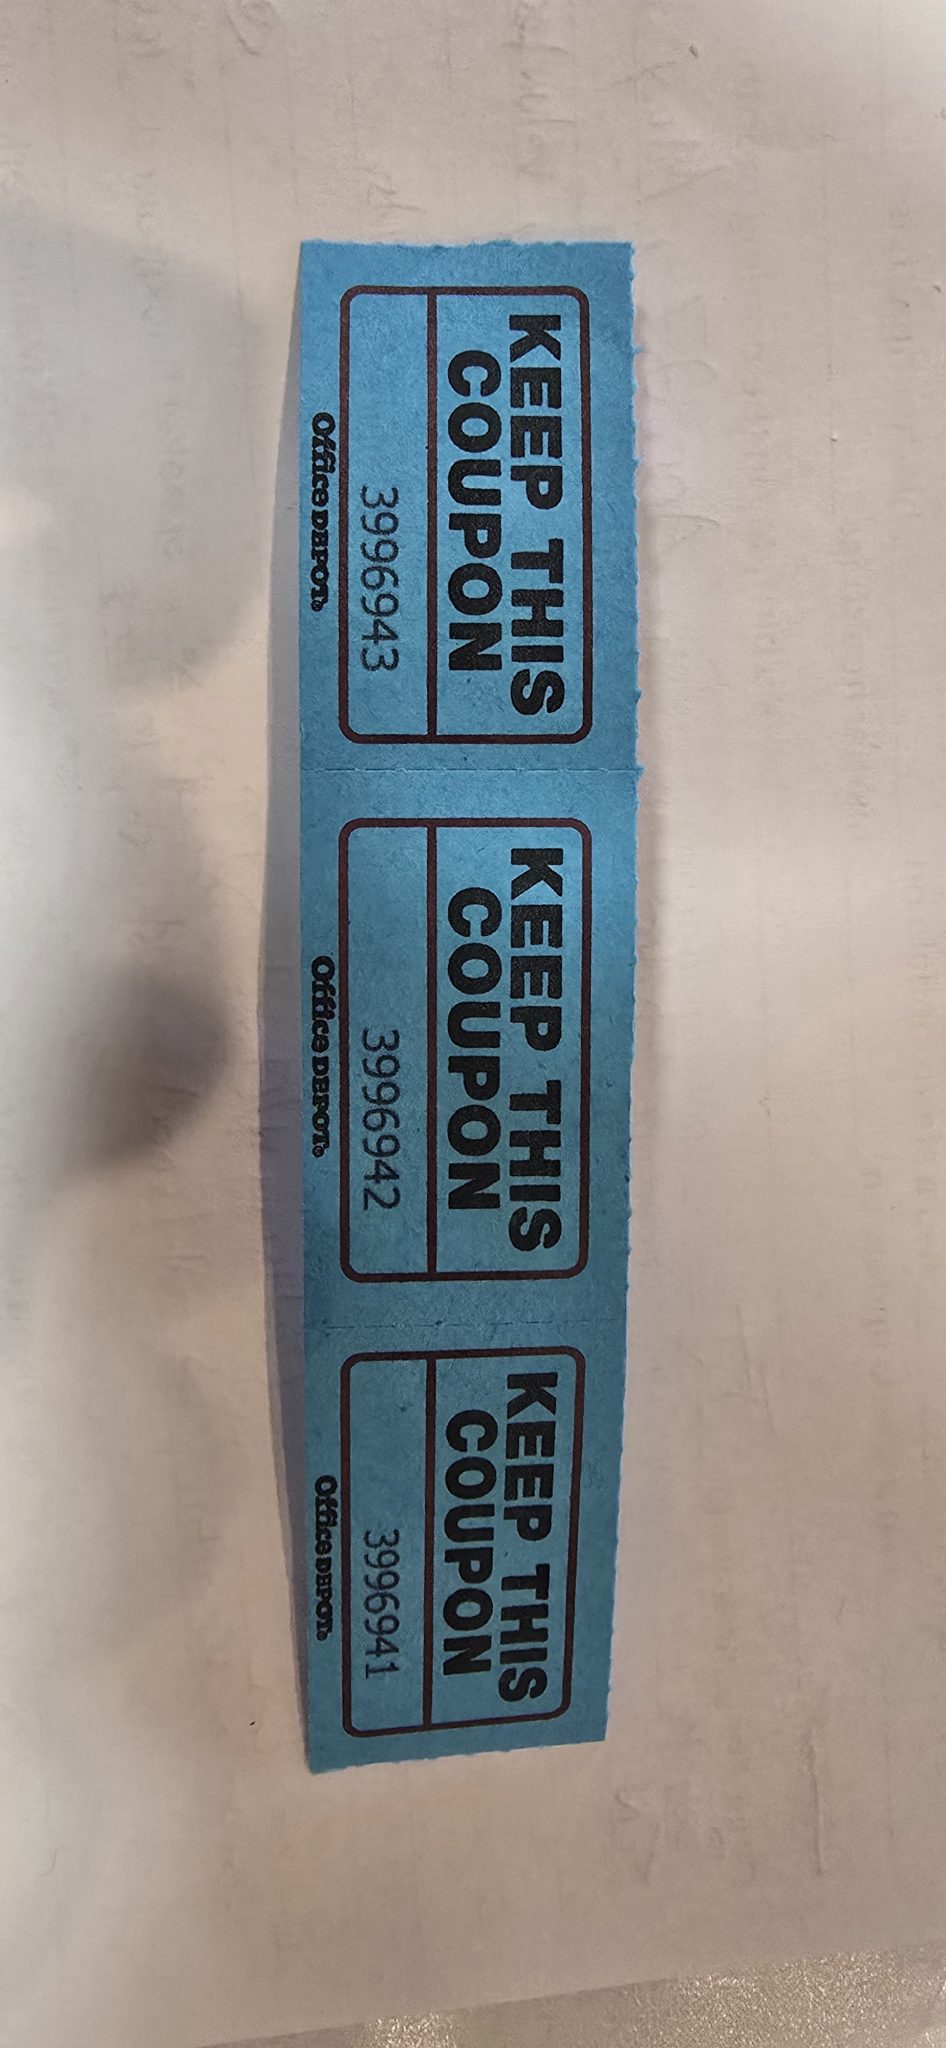 KEEP THIS
COUPON
3996943
Office DEPOT
KEEP THIS
COUPON
3996942
Office DEPOT
KEEP THIS
COUPON
3996941
Office DEPOT